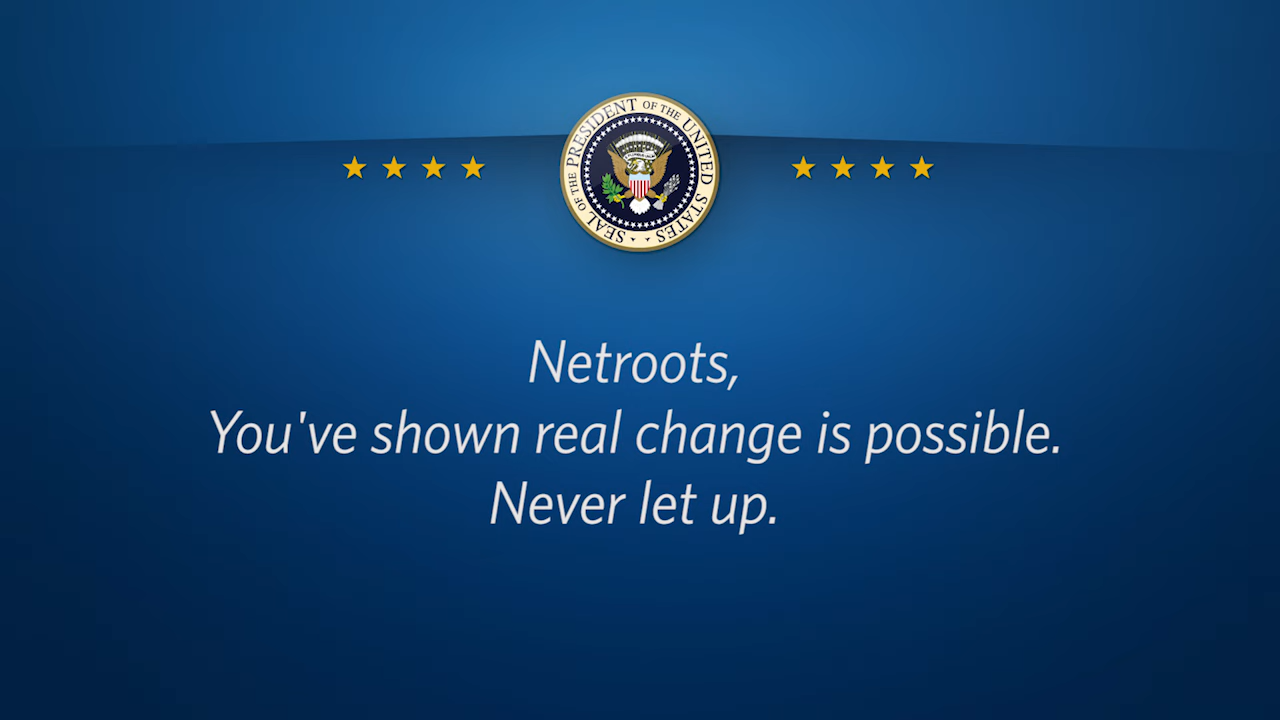 SEAL OF THE PRESIDENT OF THE UNITED STATES
Netroots,
You've shown real change is possible.
Never let up.